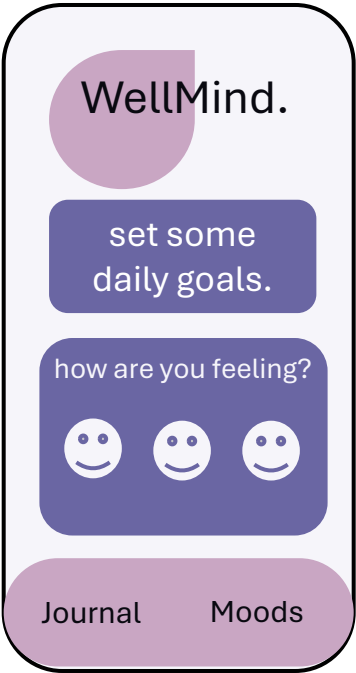 WellMind.
set some
daily goals.
how are you feeling?
Journal
Moods